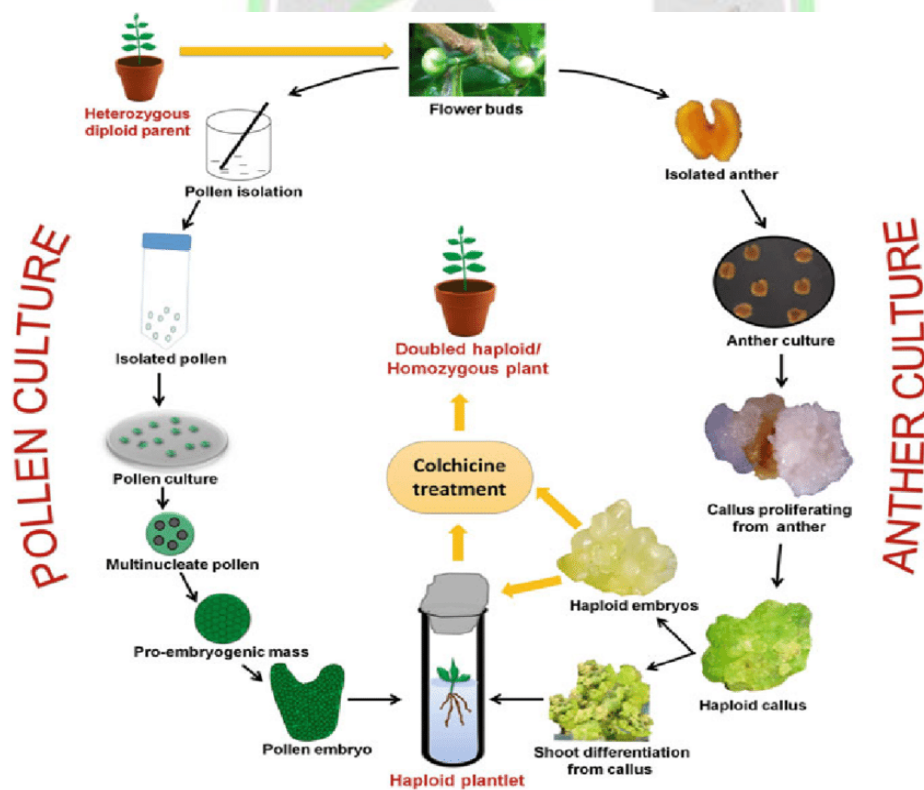 Heterozygous
diploid parent
Flower buds
Pollen isolation
Isolated anther
POLLEN CULTURE
ANTHER CULTURE
Isolated pollen
Doubled haploid/
Homozygous plant
Anther culture
Pollen culture
Colchicine
treatment
Callus proliferating
from anther
Multinucleate pollen
Haploid embryos
Pro-embryogenic mass
Haploid callus
Pollen embryo
Shoot differentiation
from callus
Haploid plantlet